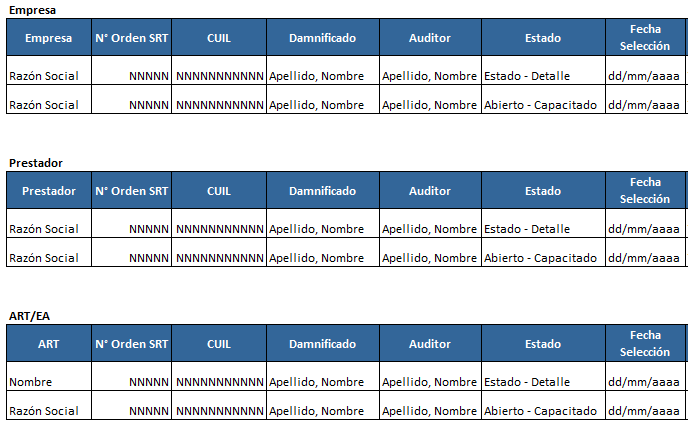 Empresa
Empresa N° Orden SRT CUIL Damnificado Auditor Estado Fecha Selección
Razón Social NNNNN NNNNNNNNNNN Apellido, Nombre Apellido, Nombre Estado - Detalle dd/mm/aaaa
Razón Social NNNNN NNNNNNNNNNN Apellido, Nombre Apellido, Nombre Abierto - Capacitado dd/mm/aaaa
Prestador
Prestador N° Orden SRT CUIL Damnificado Auditor Estado Fecha Selección
Razón Social NNNNN NNNNNNNNNNN Apellido, Nombre Apellido, Nombre Estado - Detalle dd/mm/aaaa
Razón Social NNNNN NNNNNNNNNNN Apellido, Nombre Apellido, Nombre Abierto - Capacitado dd/mm/aaaa
ART/EA
ART N° Orden SRT CUIL Damnificado Auditor Estado Fecha Selección
Nombre NNNNN NNNNNNNNNNN Apellido, Nombre Apellido, Nombre Estado - Detalle dd/mm/aaaa
Razón Social NNNNN NNNNNNNNNNN Apellido, Nombre Apellido, Nombre Abierto - Capacitado dd/mm/aaaa